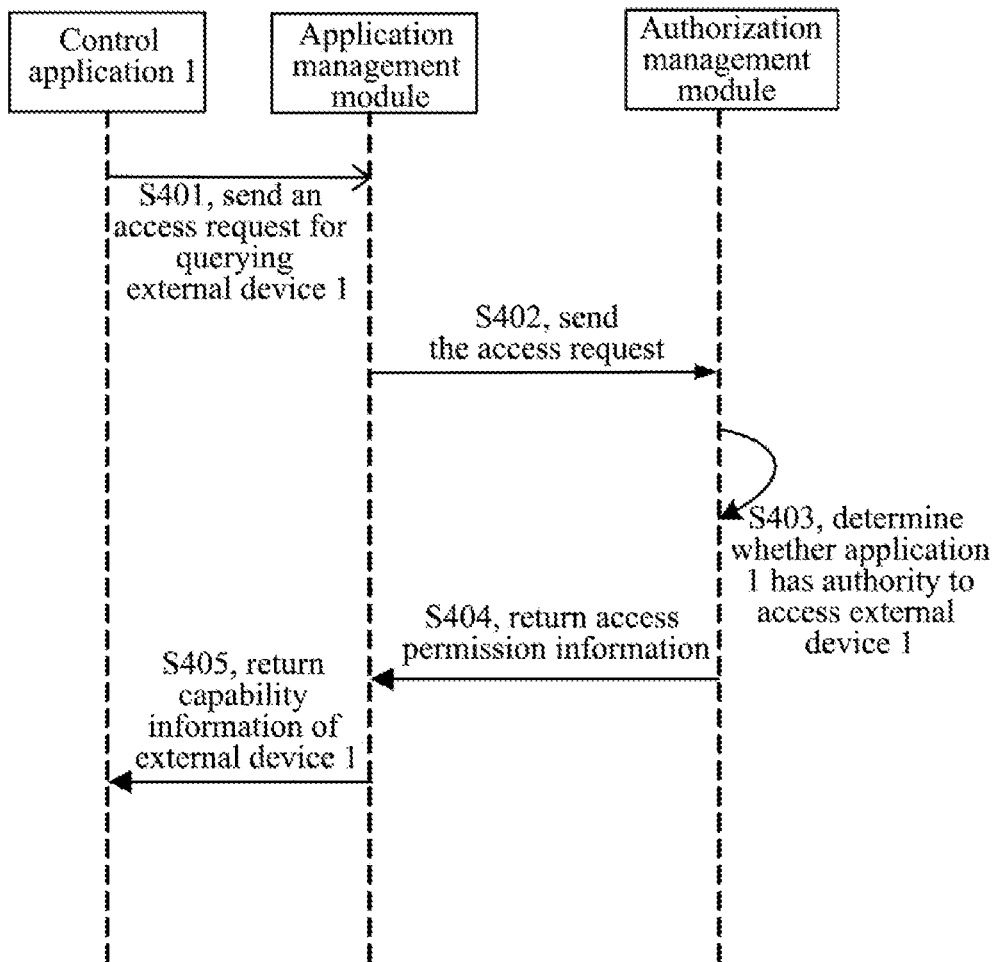 Control
application 1
Application
management
module
Authorization
management
module
S401, send an
access request for
querying
external device 1
S402, send
the access request
S403, determine
whether application
1 has authority to
access external
device 1
S404, return access
permission information
S405, return
capability
information of
external device 1